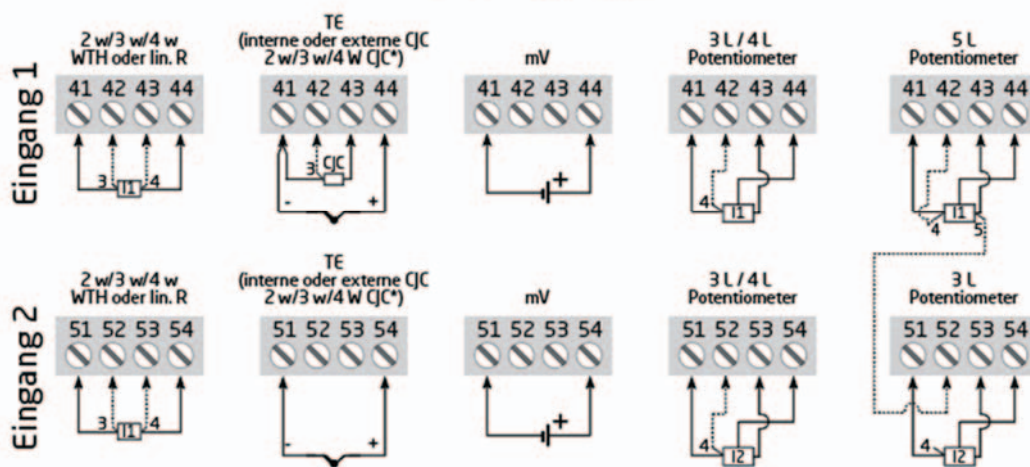 Eingang 1
2 w/3 w/4 w
WTH oder lin. R
41 42 43 44
3 I1 4
TE
(interne oder externe CJC
2 w/3 w/4 W CJC*)
41 42 43 44
3 CJC
- +
mV
41 42 43 44
+
3 L / 4 L
Potentiometer
41 42 43 44
4 I1
5 L
Potentiometer
41 42 43 44
4 I1 5
Eingang 2
2 w/3 w/4 w
WTH oder lin. R
51 52 53 54
3 I1 4
TE
(interne oder externe CJC
2 w/3 w/4 W CJC*)
51 52 53 54
- +
mV
51 52 53 54
+
3 L / 4 L
Potentiometer
51 52 53 54
4 I2
3 L
Potentiometer
51 52 53 54
4 I2